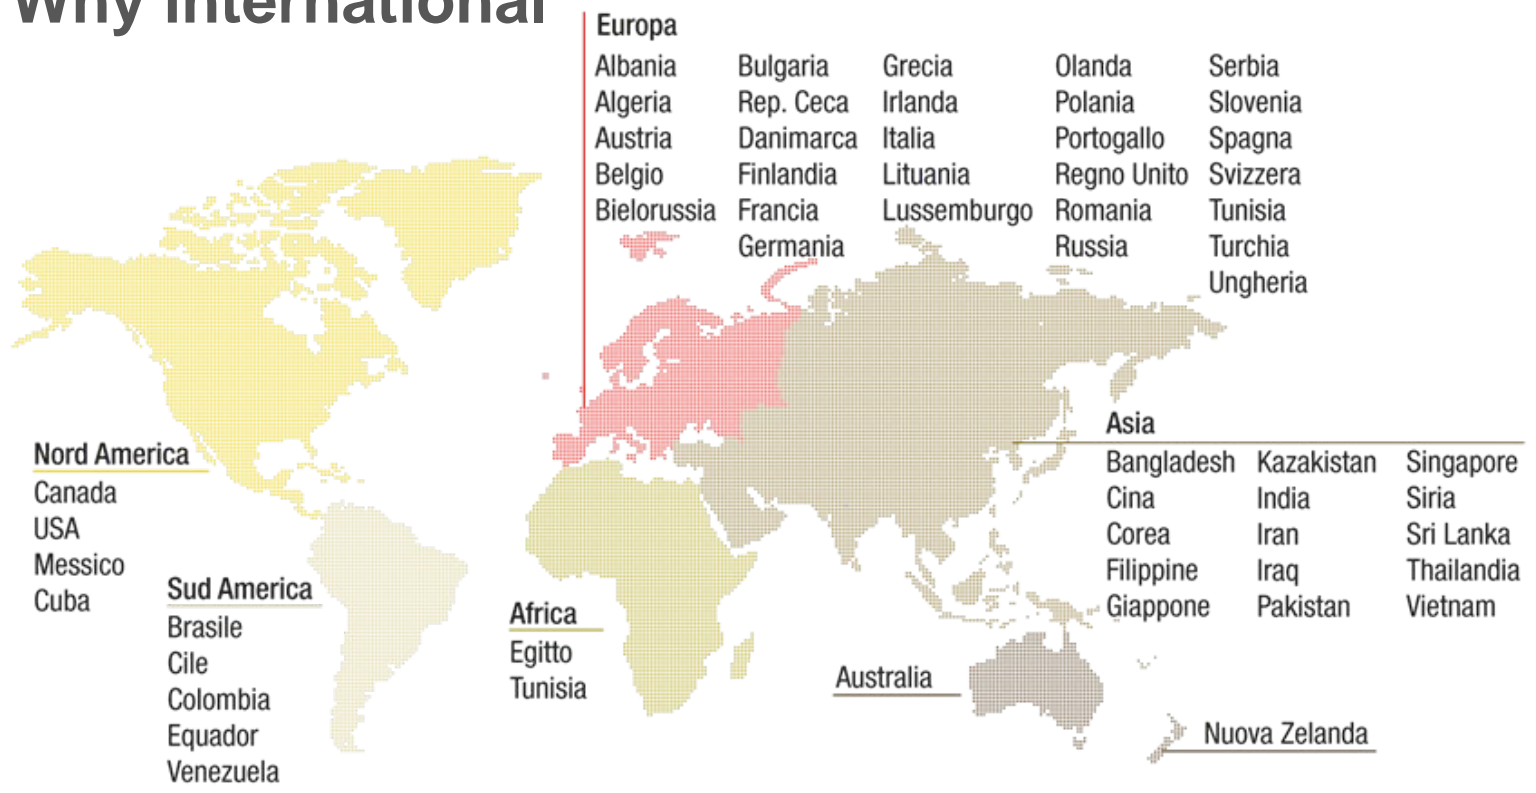 Why International
Europa
Albania
Algeria
Austria
Belgio
Bielorussia
Bulgaria
Rep. Ceca
Danimarca
Finlandia
Francia
Germania
Grecia
Irlanda
Italia
Lituania
Lussemburgo
Olanda
Polania
Portogallo
Regno Unito
Romania
Russia
Serbia
Slovenia
Spagna
Svizzera
Tunisia
Turchia
Ungheria
Nord America
Canada
USA
Messico
Cuba
Sud America
Brasile
Cile
Colombia
Equador
Venezuela
Africa
Egitto
Tunisia
Asia
Bangladesh
Cina
Corea
Filippine
Giappone
Kazakistan
India
Iran
Iraq
Pakistan
Singapore
Siria
Sri Lanka
Thailandia
Vietnam
Australia
Nuova Zelanda